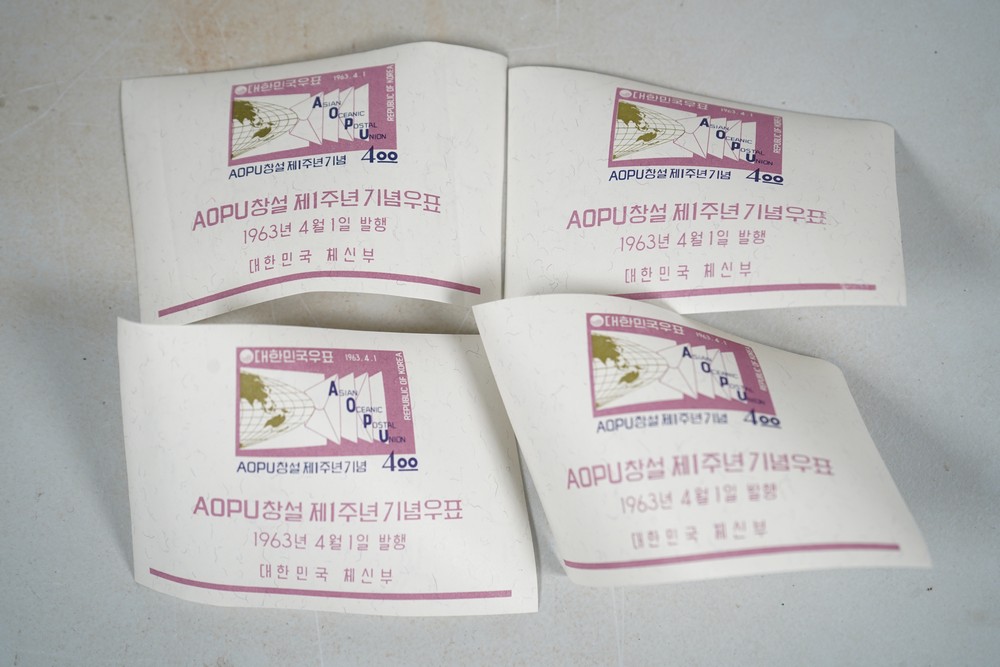 대한민국우표 1963.4.1
REPUBLIC OF KOREA
ASIAN
OCEANIC
POSTAL
UNION
AOPU창설 제1주년기념 4.00
AOPU창설 제1주년기념우표
1963년 4월 1일 발행
대한민국 체신부
대한민국우표 1963.4.1
REPUBLIC OF KOREA
ASIAN
OCEANIC
POSTAL
UNION
AOPU창설 제1주년기념 4.00
AOPU창설 제1주년기념우표
1963년 4월 1일 발행
대한민국 체신부
대한민국우표 1963.4.1
REPUBLIC OF KOREA
ASIAN
OCEANIC
POSTAL
UNION
AOPU창설 제1주년기념 4.00
AOPU창설 제1주년기념우표
1963년 4월 1일 발행
대한민국 체신부
대한민국우표 1963.4.1
REPUBLIC OF KOREA
ASIAN
OCEANIC
POSTAL
UNION
AOPU창설 제1주년기념 4.00
AOPU창설 제1주년기념우표
1963년 4월 1일 발행
대한민국 체신부